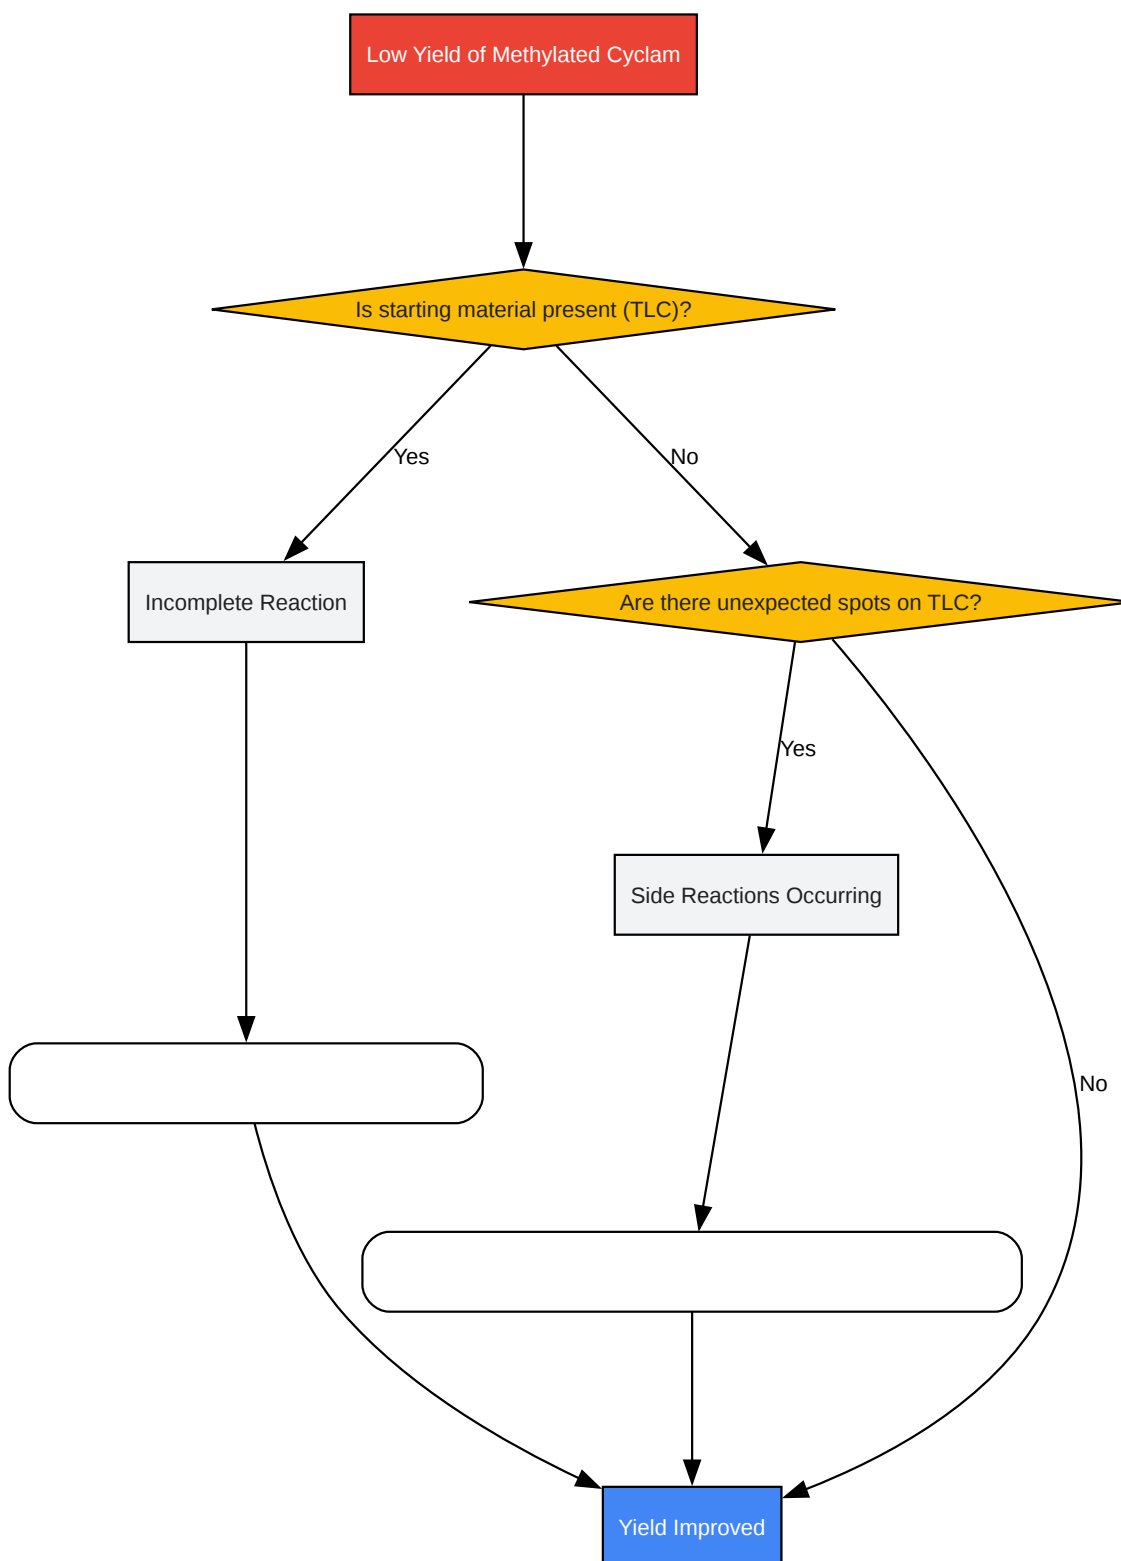 Low Yield of Methylated Cyclam
Is starting material present (TLC)?
Yes
No
Incomplete Reaction
Are there unexpected spots on TLC?
Yes
Side Reactions Occurring
No
Yield Improved